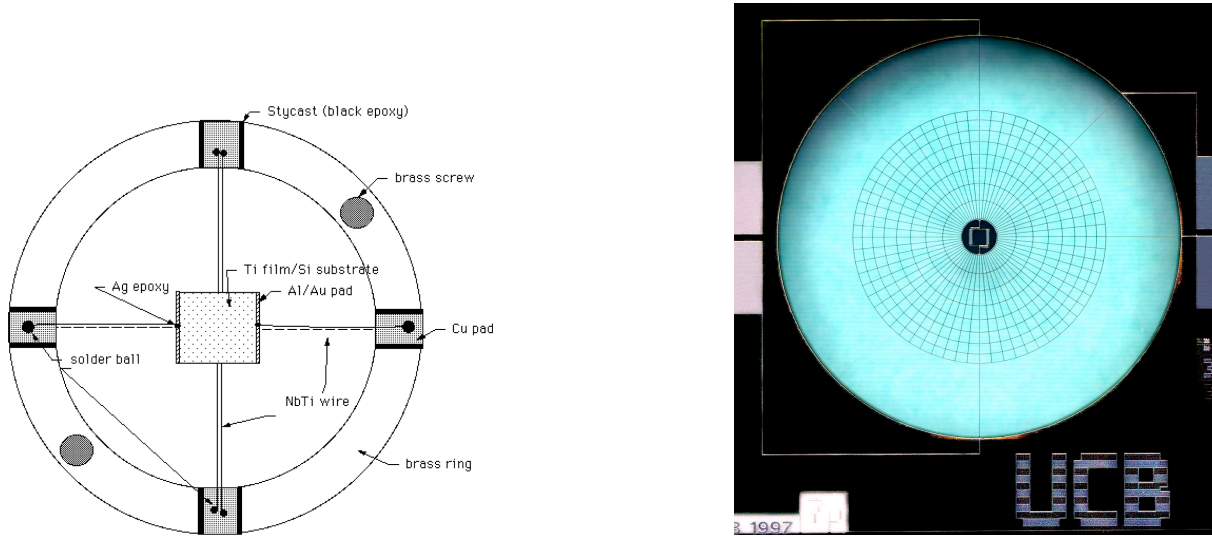 Stycast (black epoxy)
brass screw
Ti film/Si substrate
Ag epoxy
Al/Au pad
Cu pad
solder ball
NbTi wire
brass ring
UCB
1997